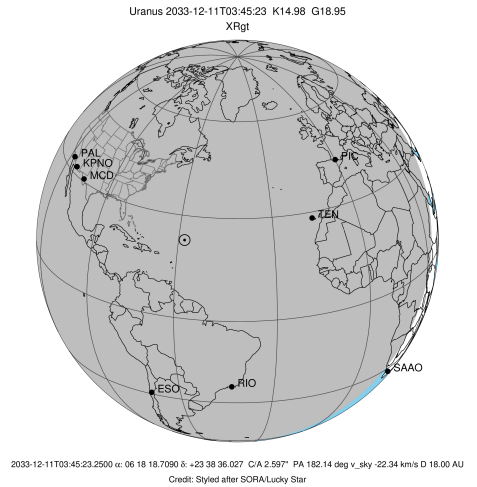 Uranus 2033-12-11T03:45:23 K14.98 G18.95
XRgt
PAL
KPNO
MCD
PIC
TEN
SAAO
ESO
RIO
2033-12-11T03:45:23.2500 α: 06 18 18.7090 δ: +23 38 36.027 C/A 2.597" PA 182.14 deg v_sky -22.34 km/s D 18.00 AU
Credit: Styled after SORA/Lucky Star